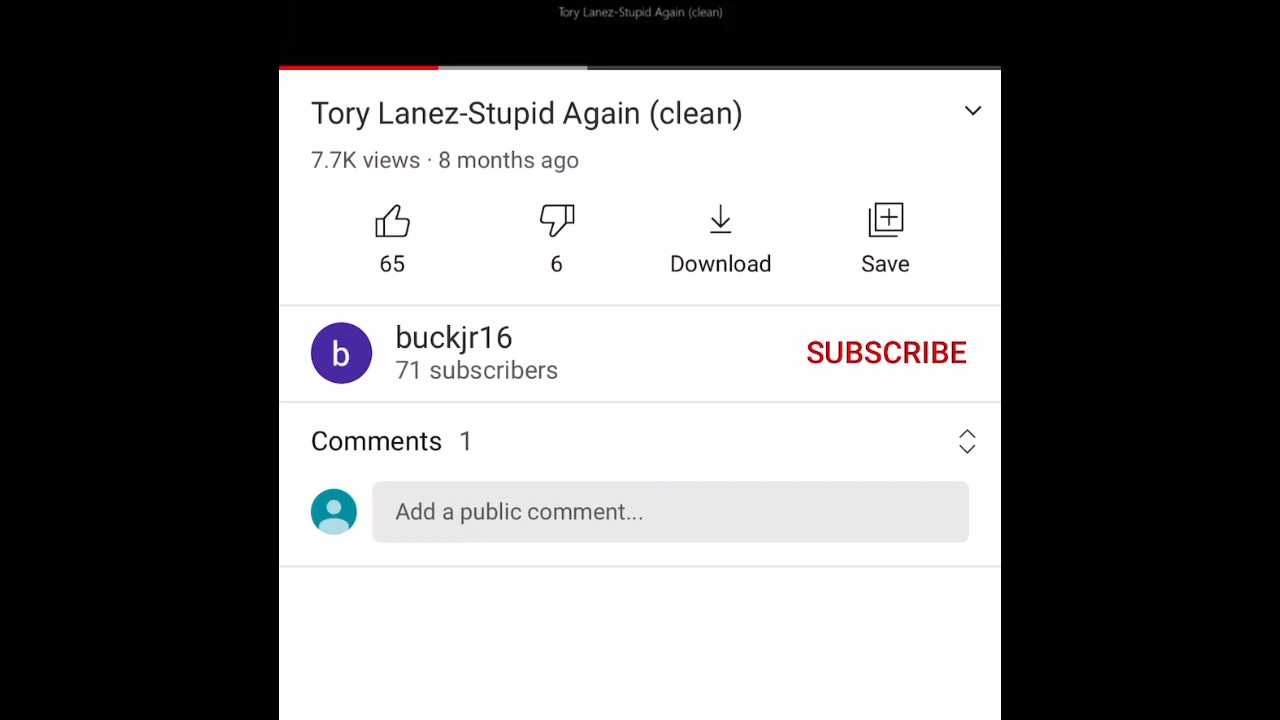 Tory Lanez-Stupid Again (clean)
Tory Lanez-Stupid Again (clean)
7.7K views · 8 months ago
65 6 Download Save
b
buckjr16
71 subscribers
SUBSCRIBE
Comments 1
Add a public comment...